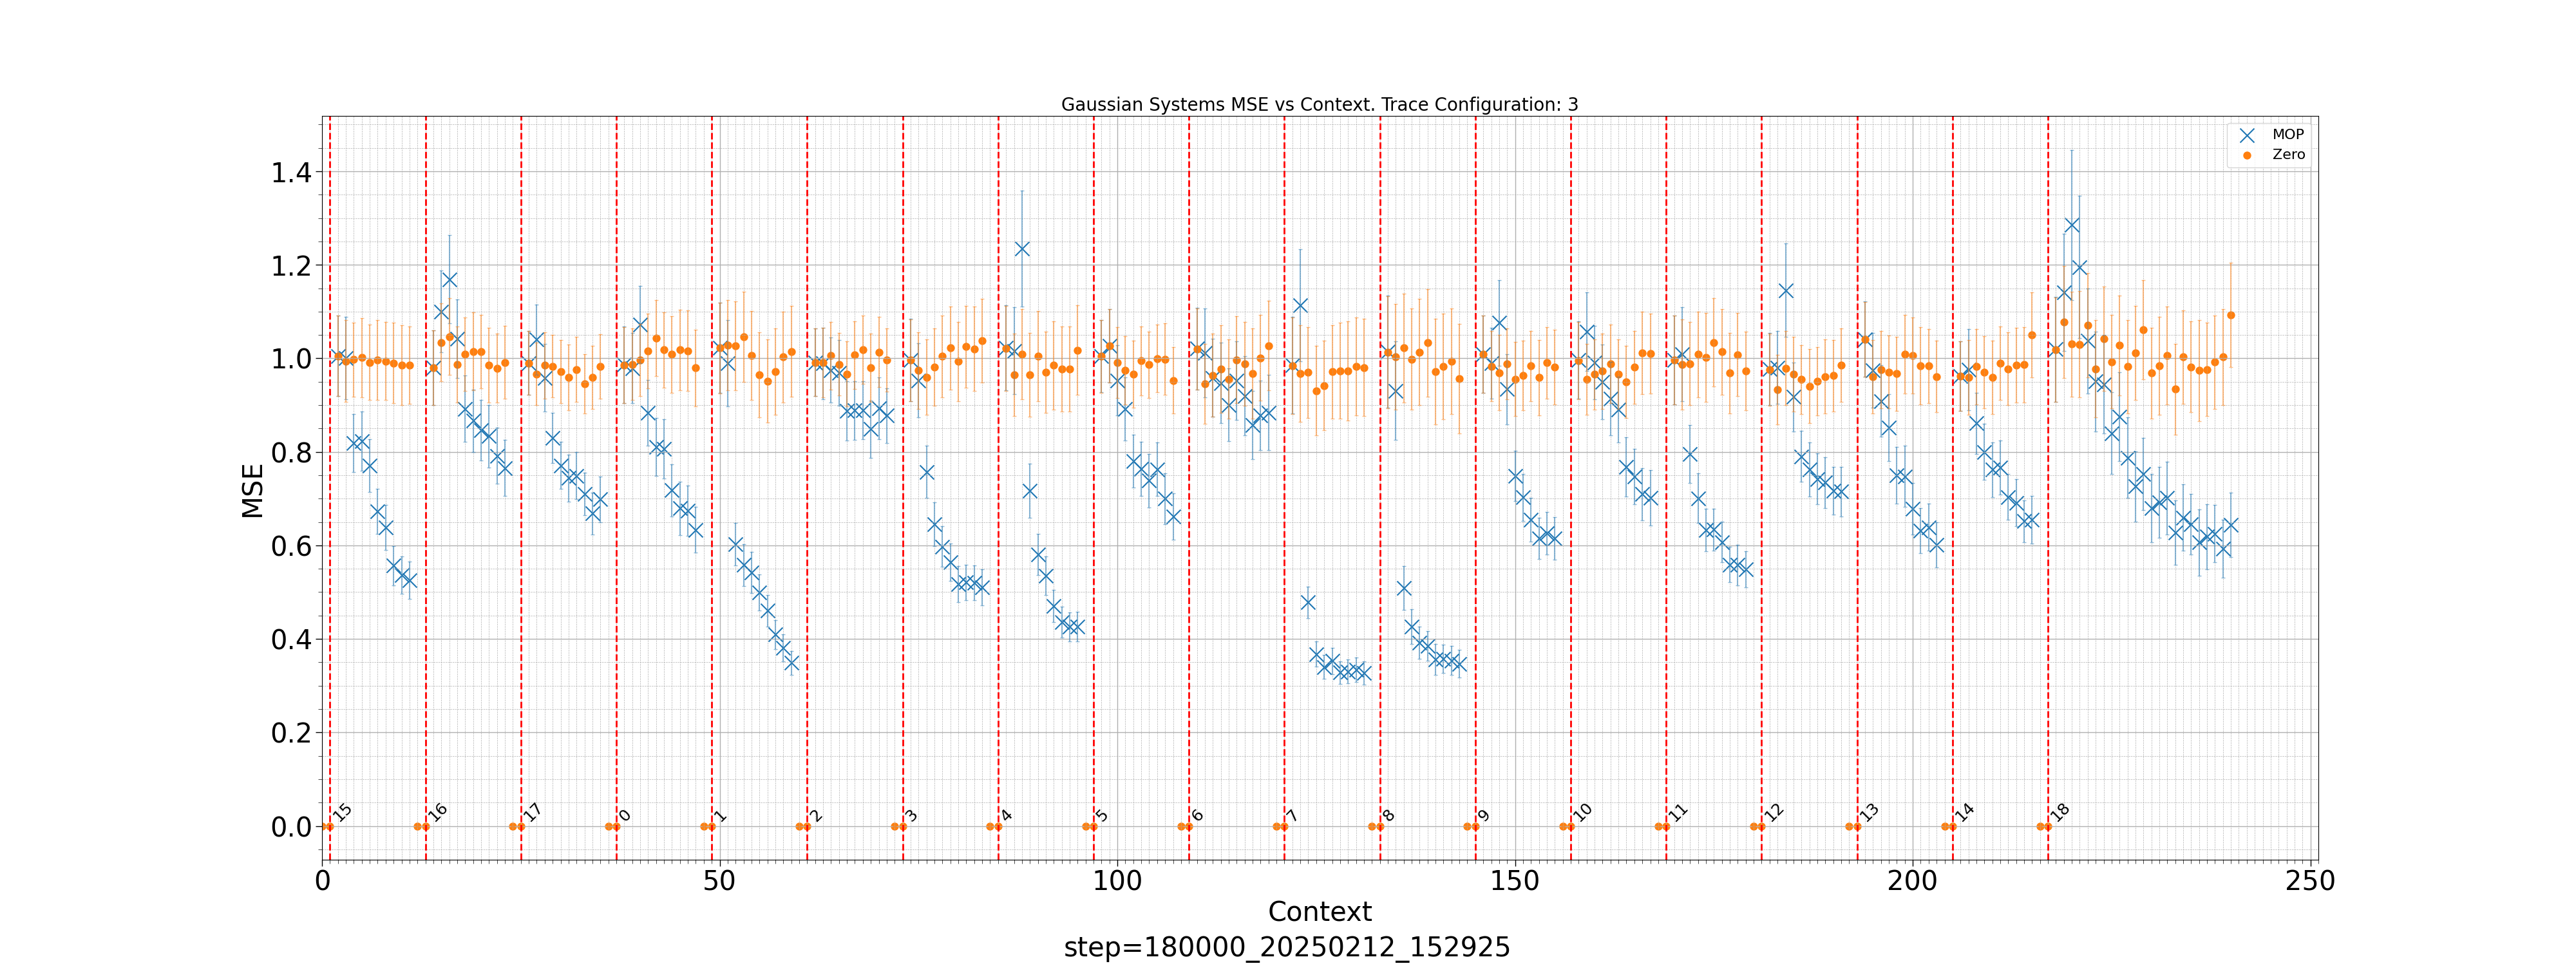 Gaussian Systems MSE vs Context. Trace Configuration: 3
MOP
Zero
MSE
1.4
1.2
1.0
0.8
0.6
0.4
0.2
0.0
15 16 17 0 1 2 3 4 5 6 7 8 9 10 11 12 13 14 18
0 50 100 150 200 250
Context
step=180000_20250212_152925